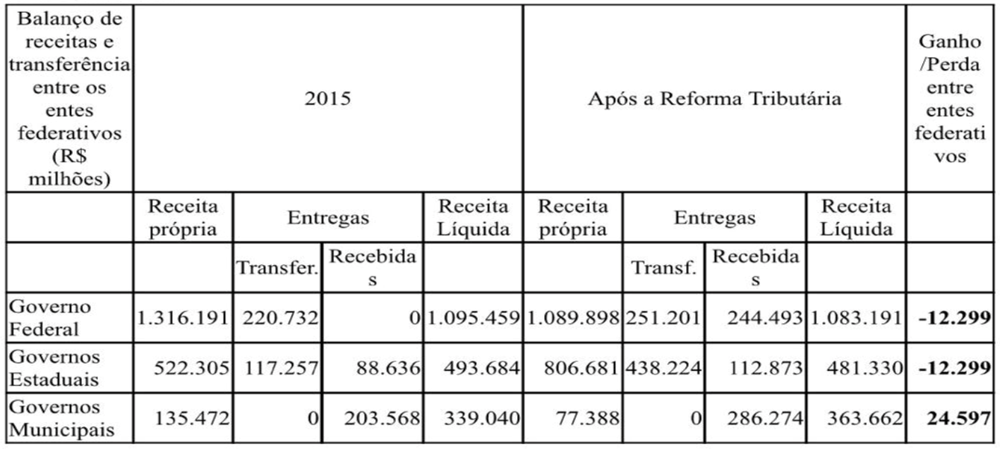 Balanço de
receitas e
transferência
entre os
entes
federativos
(R$
milhões)
2015
Após a Reforma Tributária
Ganho
/Perda
entre
entes
federati
vos
Receita
própria
Entregas
Receita
Líquida
Receita
própria
Entregas
Receita
Líquida
Transfer.
Recebida
s
Transf.
Recebida
s
Governo
Federal
1.316.191 220.732 0 1.095.459 1.089.898 251.201 244.493 1.083.191 -12.299
Governos
Estaduais
522.305 117.257 88.636 493.684 806.681 438.224 112.873 481.330 -12.299
Governos
Municipais
135.472 0 203.568 339.040 77.388 0 286.274 363.662 24.597